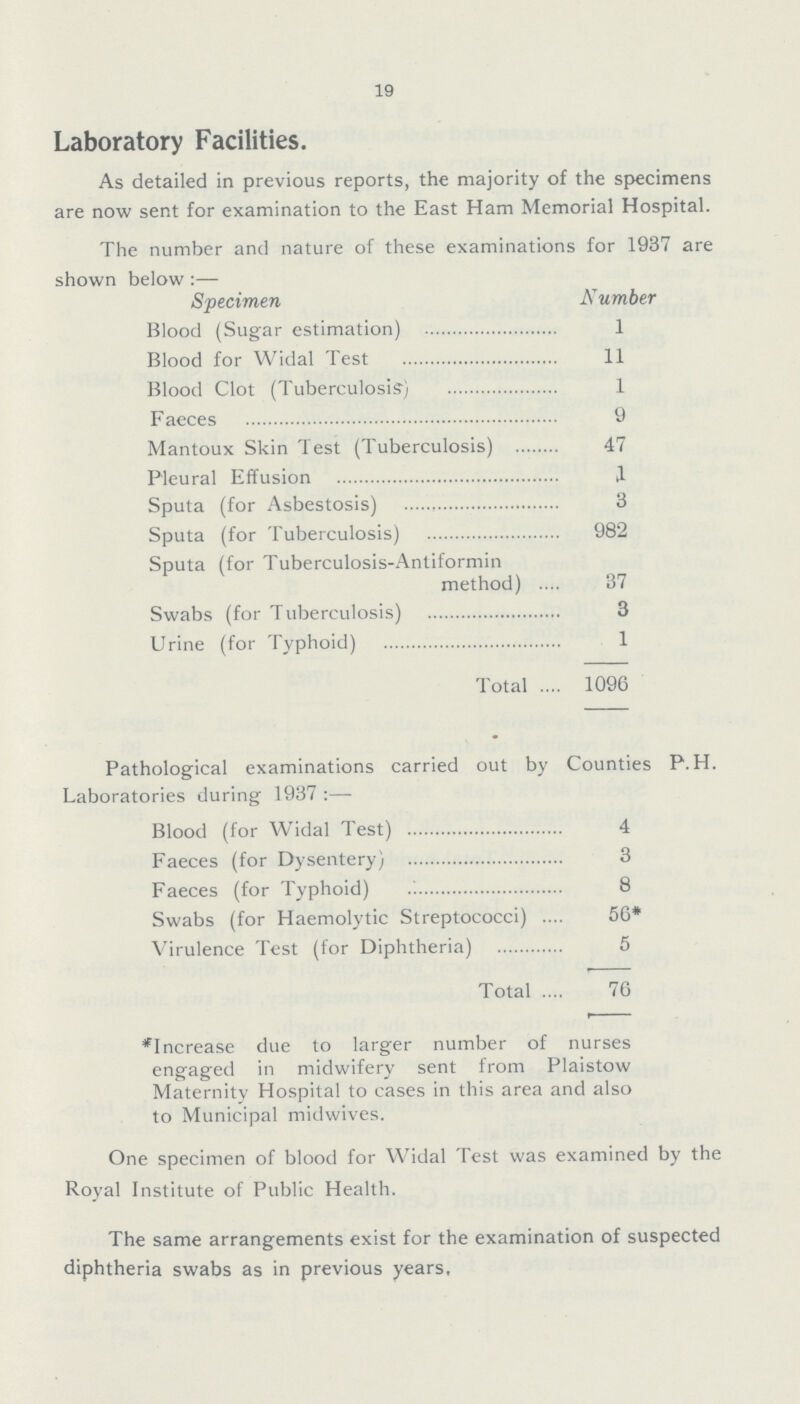 19
Laboratory Facilities.
As detailed in previous reports, the majority of the specimens
are now sent for examination to the East Ham Memorial Hospital.
The number and nature of these examinations for 1937 are
shown below :—
Specimen Number
Blood (Sugar estimation) ........................ 1
Blood for Widal Test ............................ 11
Blood Clot (Tuberculosis) .................... 1
Faeces ........................................................ 9
Mantoux Skin Test (Tuberculosis) ........ 47
Pleural Effusion ........................................ 1
Sputa (for Asbestosis) ............................ 3
Sputa (for Tuberculosis) ........................ 982
Sputa (for Tuberculosis-Antiformin
method) .... 37
Swabs (for Tuberculosis) ........................ 3
Urine (for Typhoid) ................................ 1
Total .... 1096
Pathological examinations carried out by Counties P.H.
Laboratories during 1937 :—
Blood (for Widal Test) ............................ 4
Faeces (for Dysentery) ............................ 3
Faeces (for Typhoid) ............................ 8
Swabs (for Haemolytic Streptococci) .... 56*
Virulence Test (for Diphtheria) ............ 5
Total .... 76
*Increase due to larger number of nurses
engaged in midwifery sent from Plaistow
Maternity Hospital to cases in this area and also
to Municipal midwives.
One specimen of blood for Widal Test was examined by the
Royal Institute of Public Health.
The same arrangements exist for the examination of suspected
diphtheria swabs as in previous years,